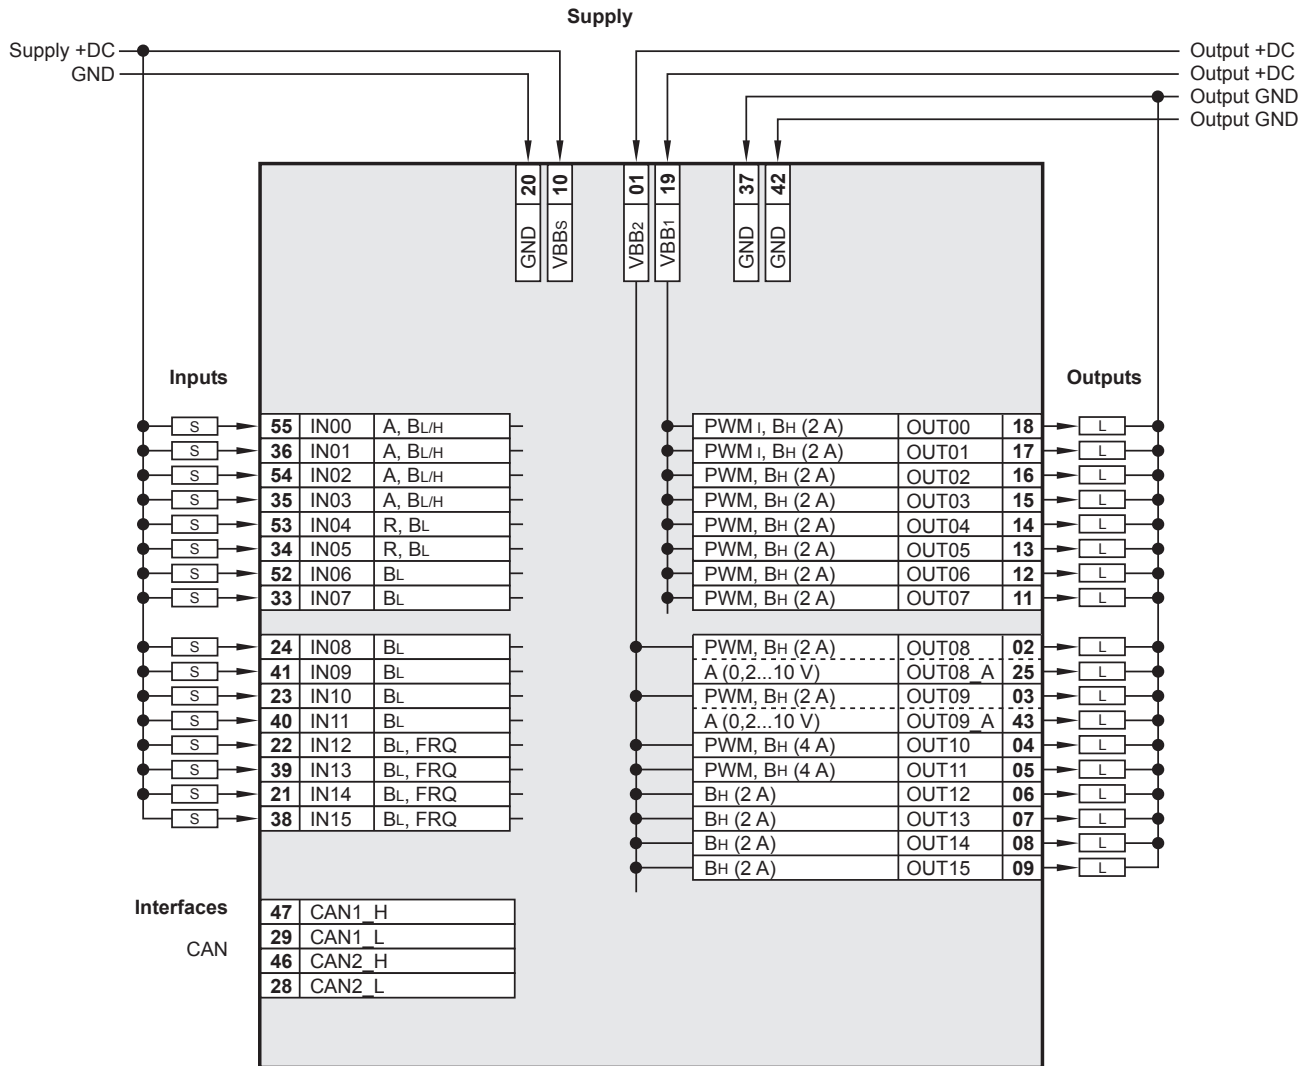 Supply
Supply +DC
GND
Output +DC
Output +DC
Output GND
Output GND
20 GND
10 VBBS
01 VBB2
19 VBB1
37 GND
42 GND
Inputs
Outputs
S 55 IN00 A, BL/H
S 36 IN01 A, BL/H
S 54 IN02 A, BL/H
S 35 IN03 A, BL/H
S 53 IN04 R, BL
S 34 IN05 R, BL
S 52 IN06 BL
S 33 IN07 BL
S 24 IN08 BL
S 41 IN09 BL
S 23 IN10 BL
S 40 IN11 BL
S 22 IN12 BL, FRQ
S 39 IN13 BL, FRQ
S 21 IN14 BL, FRQ
S 38 IN15 BL, FRQ
PWM I, BH (2 A) OUT00 18 L
PWM I, BH (2 A) OUT01 17 L
PWM, BH (2 A) OUT02 16 L
PWM, BH (2 A) OUT03 15 L
PWM, BH (2 A) OUT04 14 L
PWM, BH (2 A) OUT05 13 L
PWM, BH (2 A) OUT06 12 L
PWM, BH (2 A) OUT07 11 L
PWM, BH (2 A) OUT08 02 L
A (0,2...10 V) OUT08_A 25 L
PWM, BH (2 A) OUT09 03 L
A (0,2...10 V) OUT09_A 43 L
PWM, BH (4 A) OUT10 04 L
PWM, BH (4 A) OUT11 05 L
BH (2 A) OUT12 06 L
BH (2 A) OUT13 07 L
BH (2 A) OUT14 08 L
BH (2 A) OUT15 09 L
Interfaces
CAN
47 CAN1_H
29 CAN1_L
46 CAN2_H
28 CAN2_L